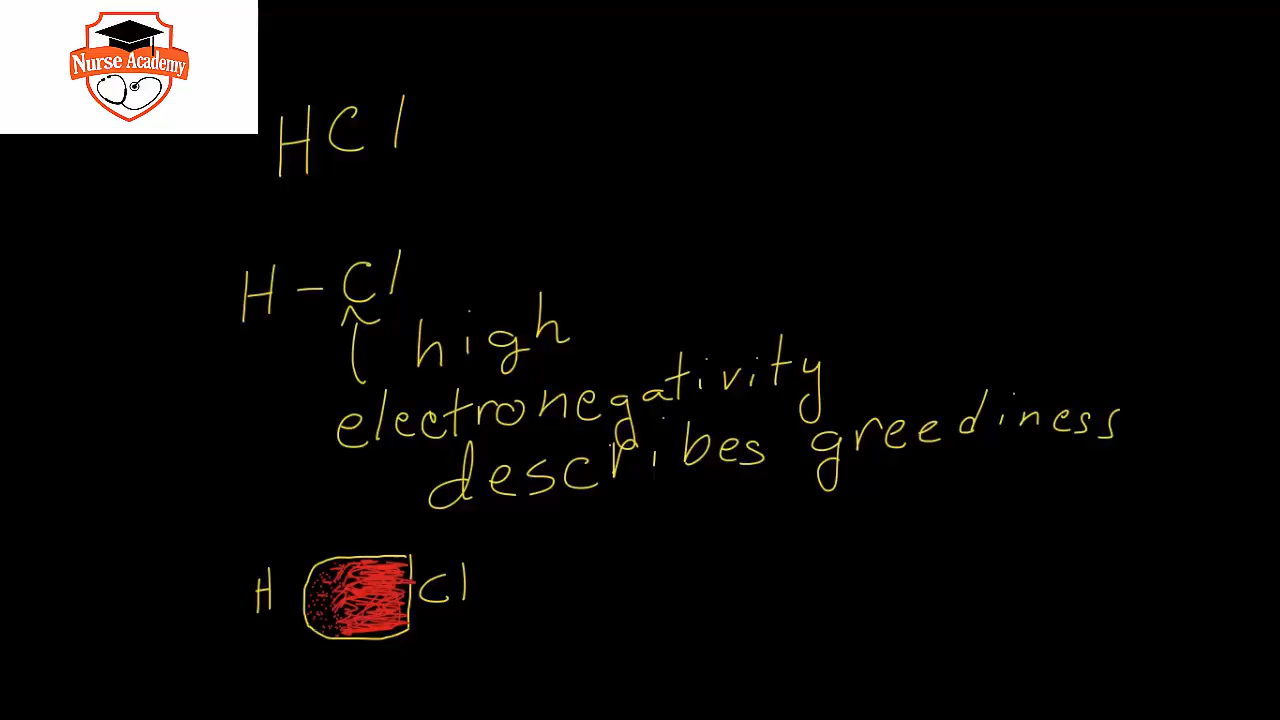 Nurse Academy
HCl
H - Cl
high
electronegativity
describes greediness
H Cl